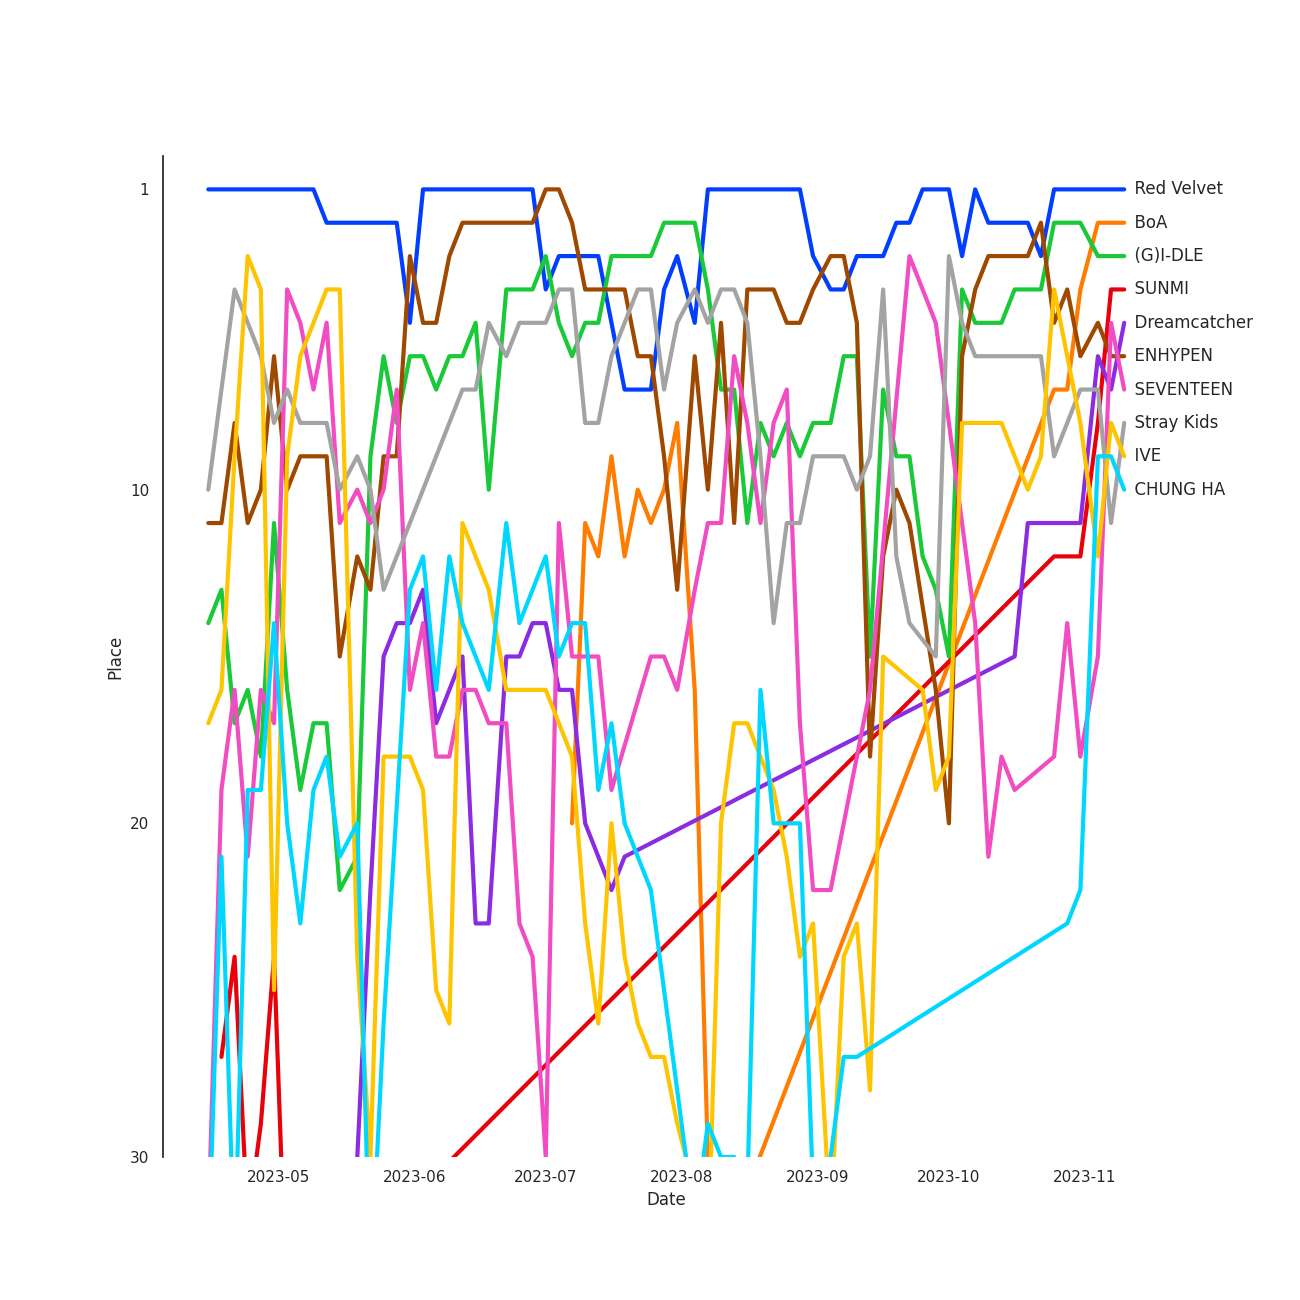 1
10
20
30
Place
Red Velvet
BoA
(G)I-DLE
SUNMI
Dreamcatcher
ENHYPEN
SEVENTEEN
Stray Kids
IVE
CHUNG HA
2023-05 2023-06 2023-07 2023-08 2023-09 2023-10 2023-11
Date